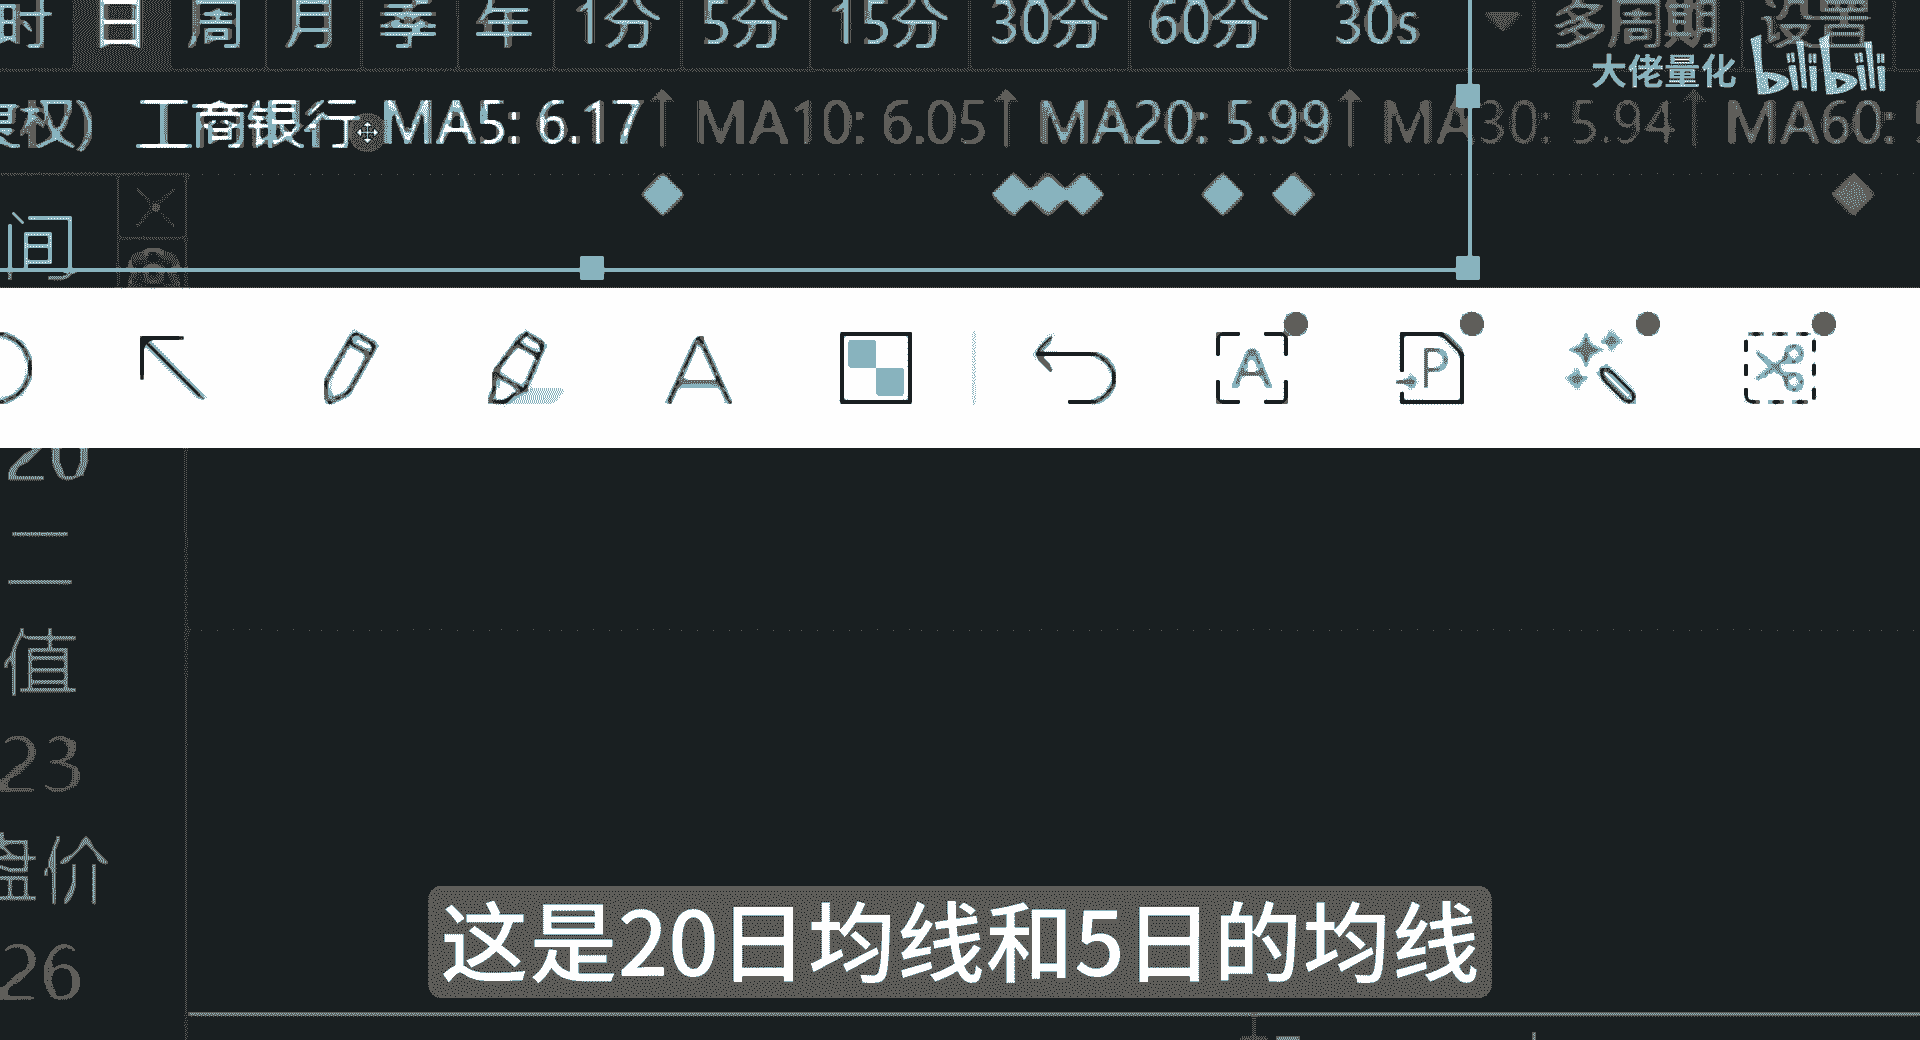 时 日 周 月 季 年 1分 5分 15分 30分 60分 30s 多周期 设置
大佬量化 bilibili
复权) 工商银行 MA5: 6.17↑ MA10: 6.05↑ MA20: 5.99↑ MA30: 5.94↑ MA60: 5
间
A A P
20
二
值
23
盘价
26
这是20日均线和5日的均线